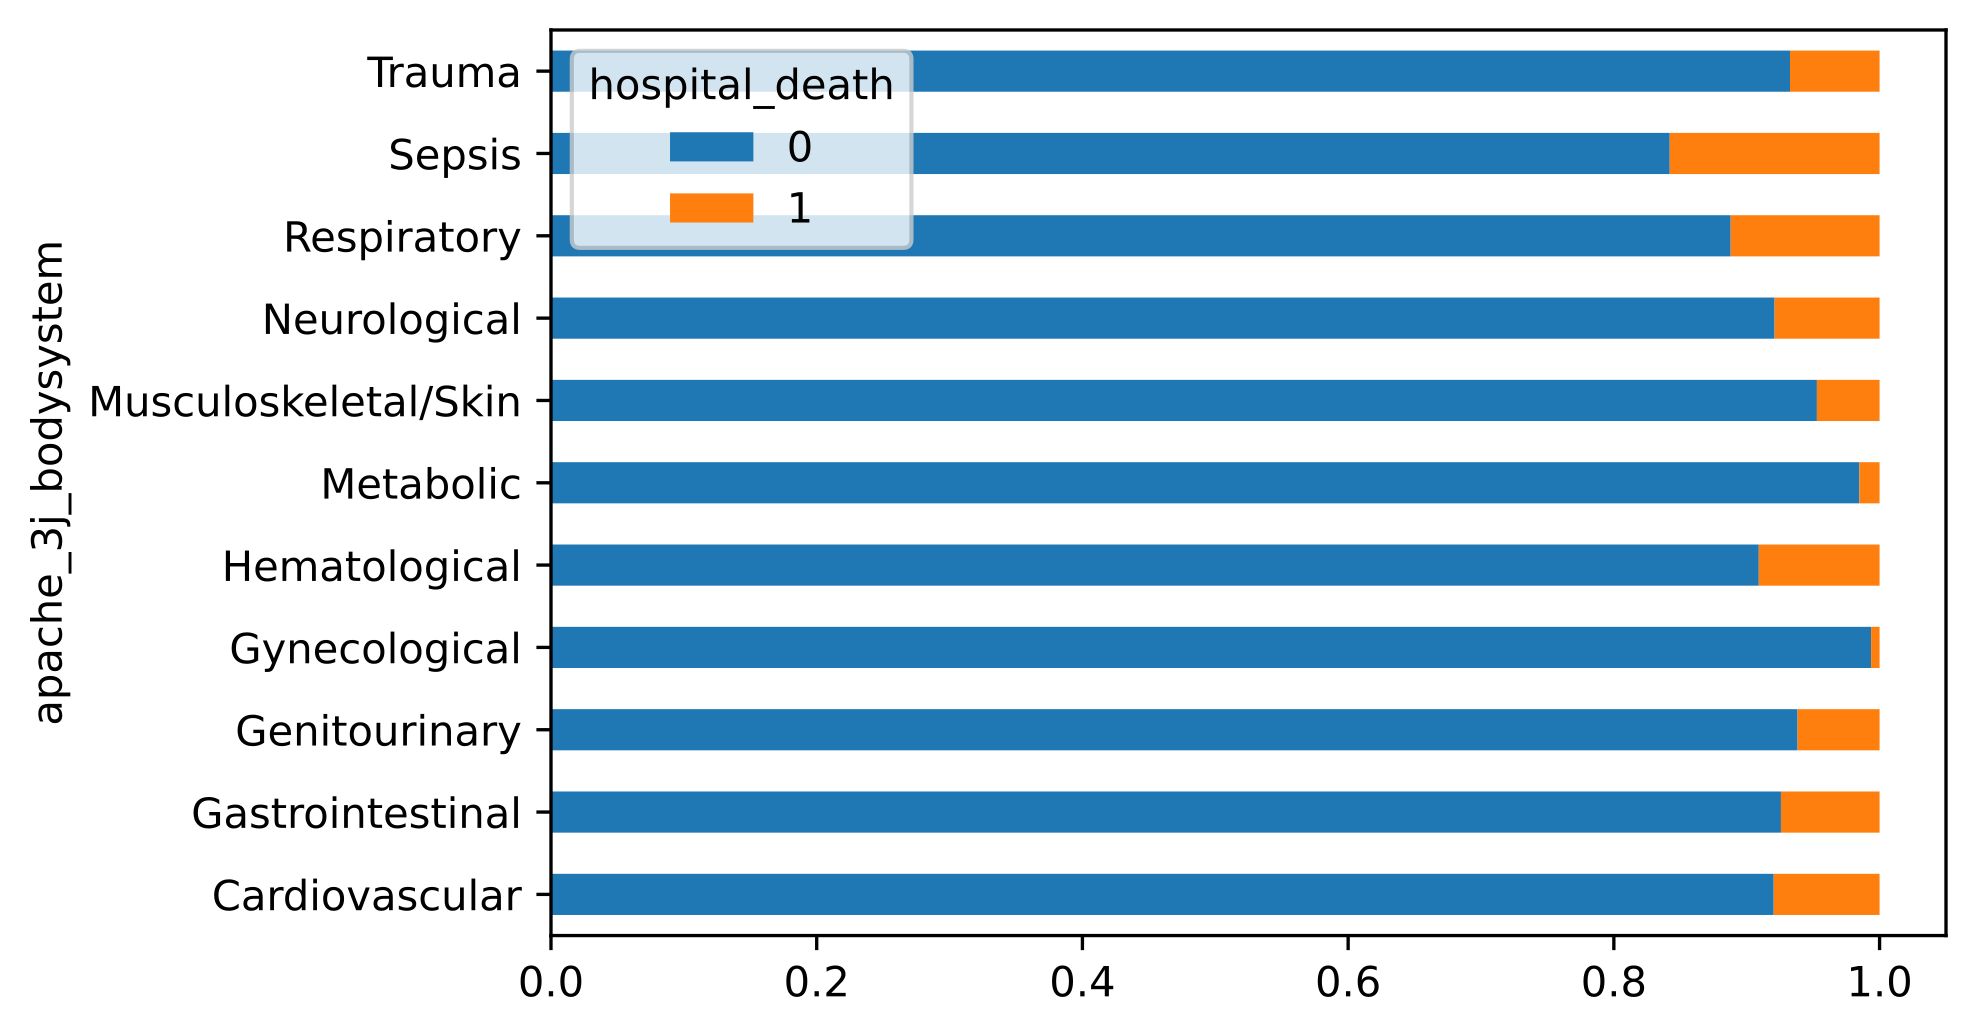 hospital_death
0
1
Trauma
Sepsis
Respiratory
Neurological
Musculoskeletal/Skin
Metabolic
Hematological
Gynecological
Genitourinary
Gastrointestinal
Cardiovascular
apache_3j_bodysystem
0.0 0.2 0.4 0.6 0.8 1.0